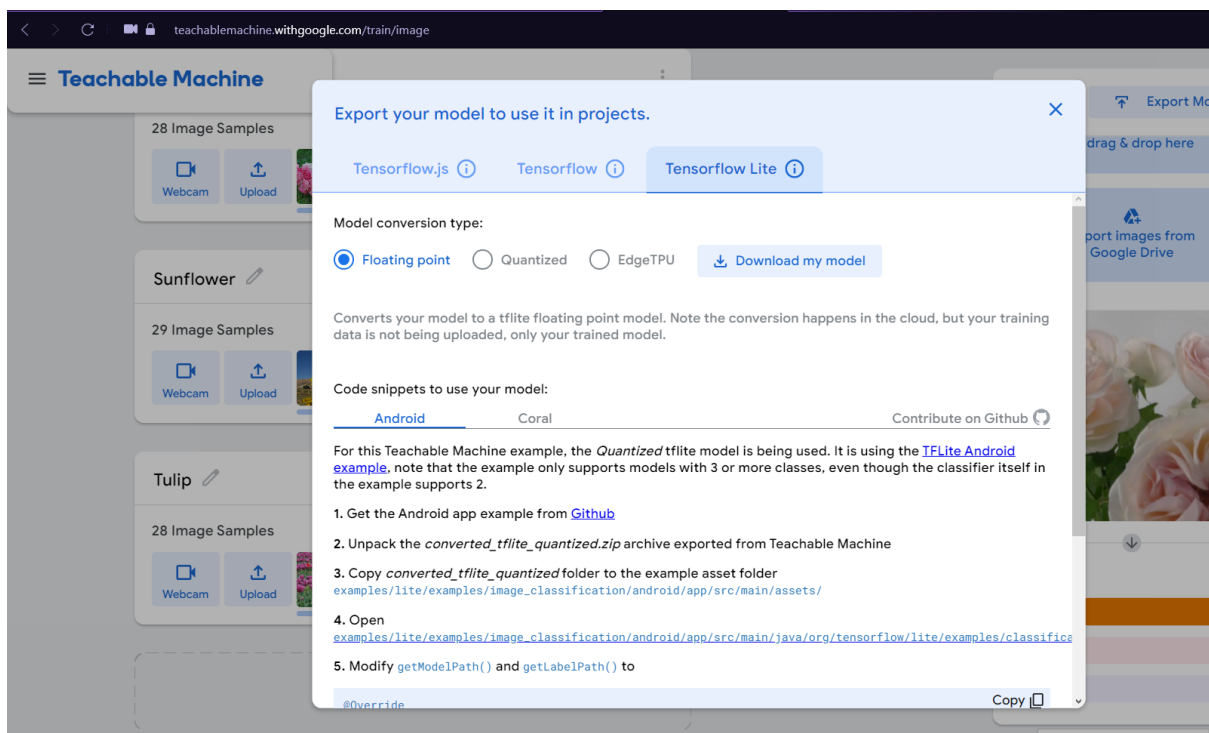 teachablemachine.withgoogle.com/train/image
Teachable Machine
28 Image Samples
Webcam
Upload
Sunflower
29 Image Samples
Webcam
Upload
Tulip
28 Image Samples
Webcam
Upload
Export your model to use it in projects.
Tensorflow.js
Tensorflow
Tensorflow Lite
Model conversion type:
Floating point
Quantized
EdgeTPU
Download my model
Converts your model to a tflite floating point model. Note the conversion happens in the cloud, but your training
data is not being uploaded, only your trained model.
Code snippets to use your model:
Android
Coral
Contribute on Github
For this Teachable Machine example, the Quantized tflite model is being used. It is using the TFLite Android
example, note that the example only supports models with 3 or more classes, even though the classifier itself in
the example supports 2.
1. Get the Android app example from Github
2. Unpack the converted_tflite_quantized.zip archive exported from Teachable Machine
3. Copy converted_tflite_quantized folder to the example asset folder
examples/lite/examples/image_classification/android/app/src/main/assets/
4. Open
examples/lite/examples/image_classification/android/app/src/main/java/org/tensorflow/lite/examples/classifica
5. Modify getModelPath() and getLabelPath() to
@Override
Copy
Export Mo
drag & drop here
port images from
Google Drive